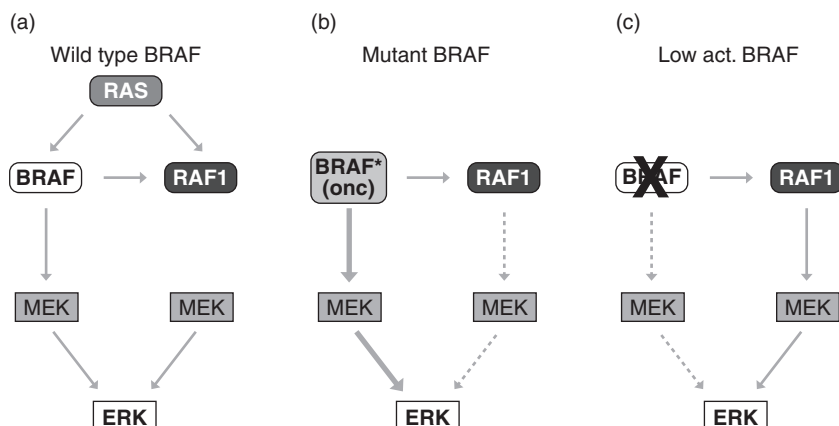 (a)
Wild type BRAF
RAS
BRAF
RAF1
MEK
MEK
ERK
(b)
Mutant BRAF
BRAF*
(onc)
RAF1
MEK
MEK
ERK
(c)
Low act. BRAF
BRAF
RAF1
MEK
MEK
ERK